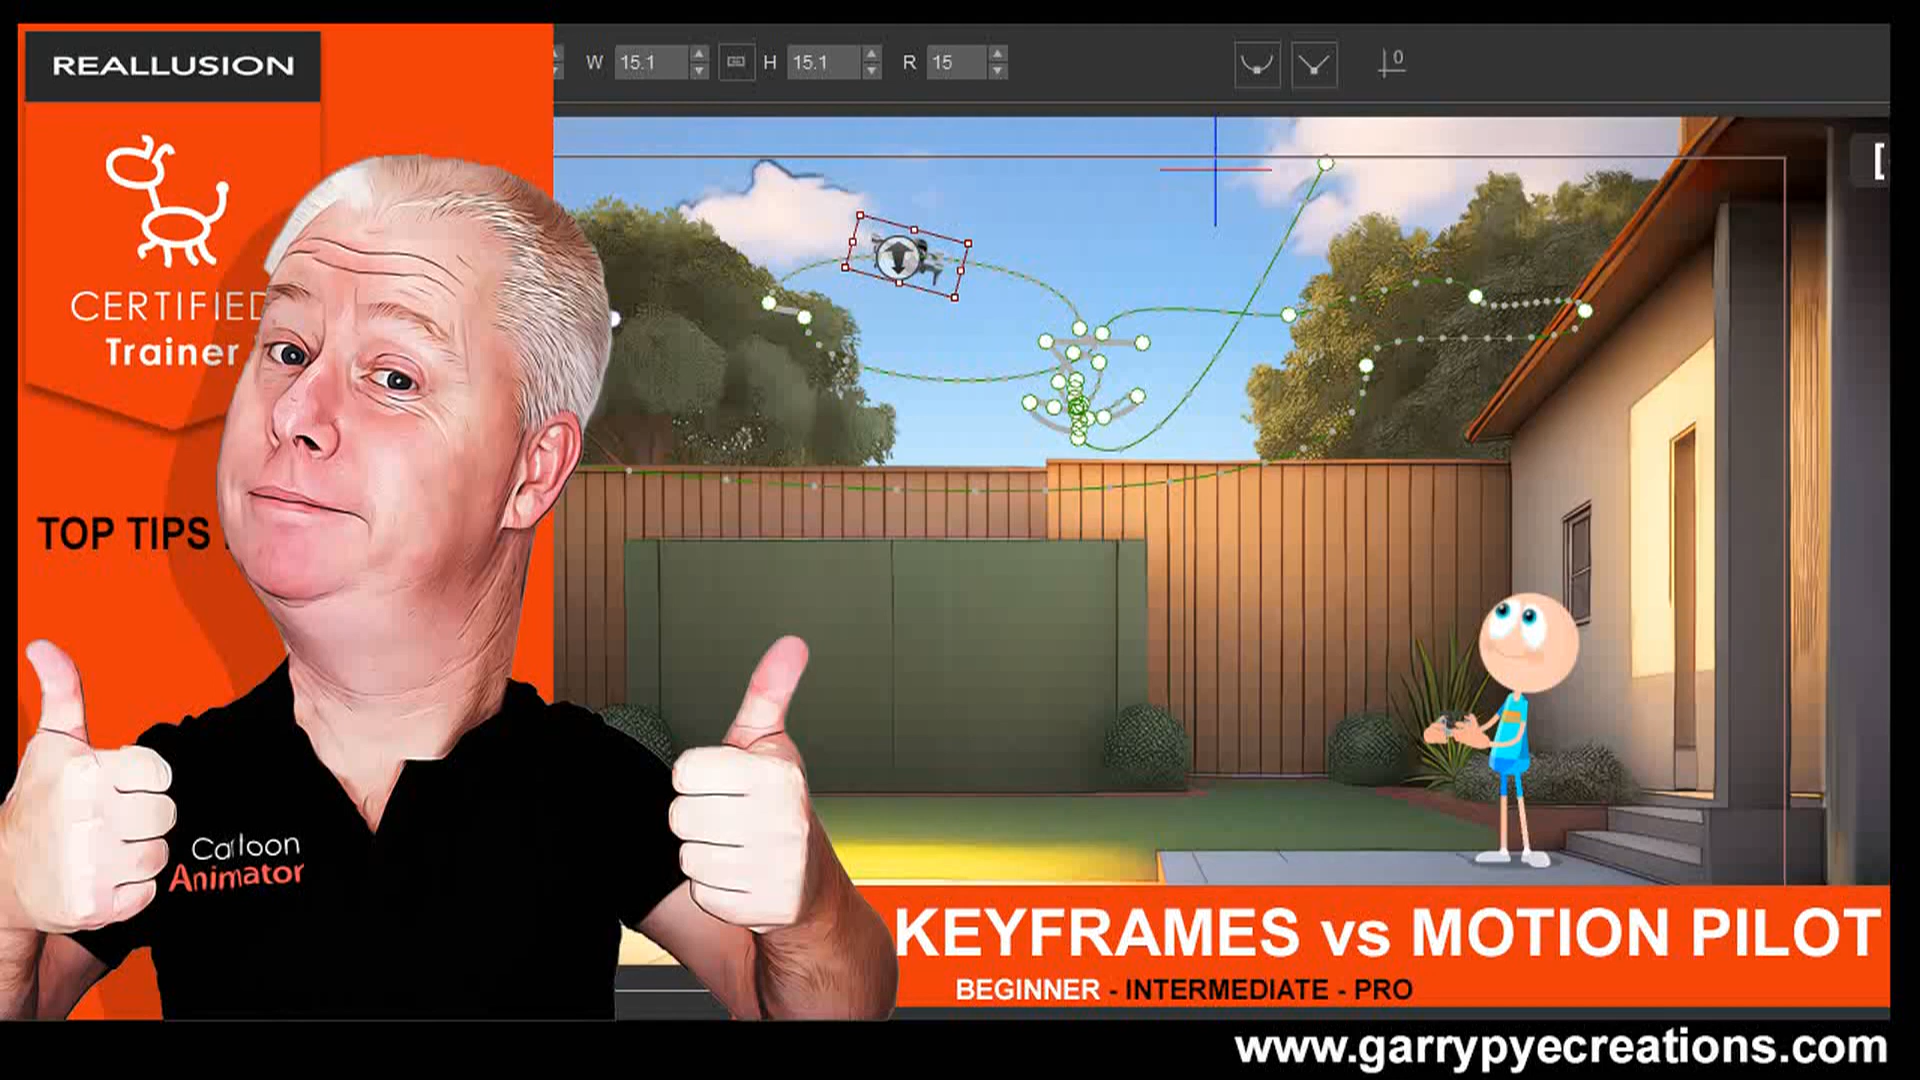 REALLUSION
W 15.1 H 15.1 R 15
0
[
CERTIFIED
Trainer
TOP TIPS
Cartoon
Animator
KEYFRAMES vs MOTION PILOT
BEGINNER - INTERMEDIATE - PRO
www.garrypyecreations.com